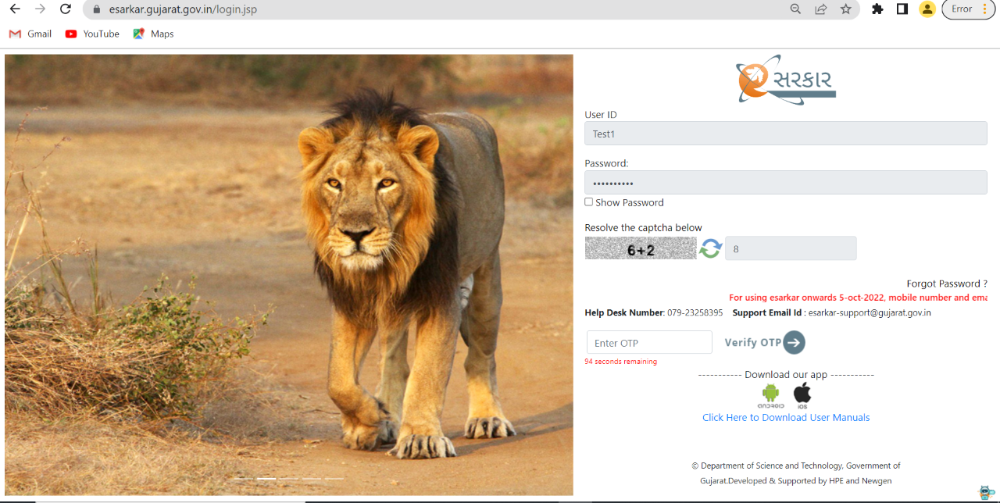 esarkar.gujarat.gov.in/login.jsp
Error
Gmail
YouTube
Maps
સરકાર
User ID
Test1
Password:
••••••••••
Show Password
Resolve the captcha below
6+2
8
Forgot Password ?
For using esarkar onwards 5-oct-2022, mobile number and ema
Help Desk Number: 079-23258395 Support Email Id : esarkar-support@gujarat.gov.in
Enter OTP
Verify OTP
94 seconds remaining
----------- Download our app -----------
ANDROID
iOS
Click Here to Download User Manuals
© Department of Science and Technology, Government of
Gujarat.Developed & Supported by HPE and Newgen